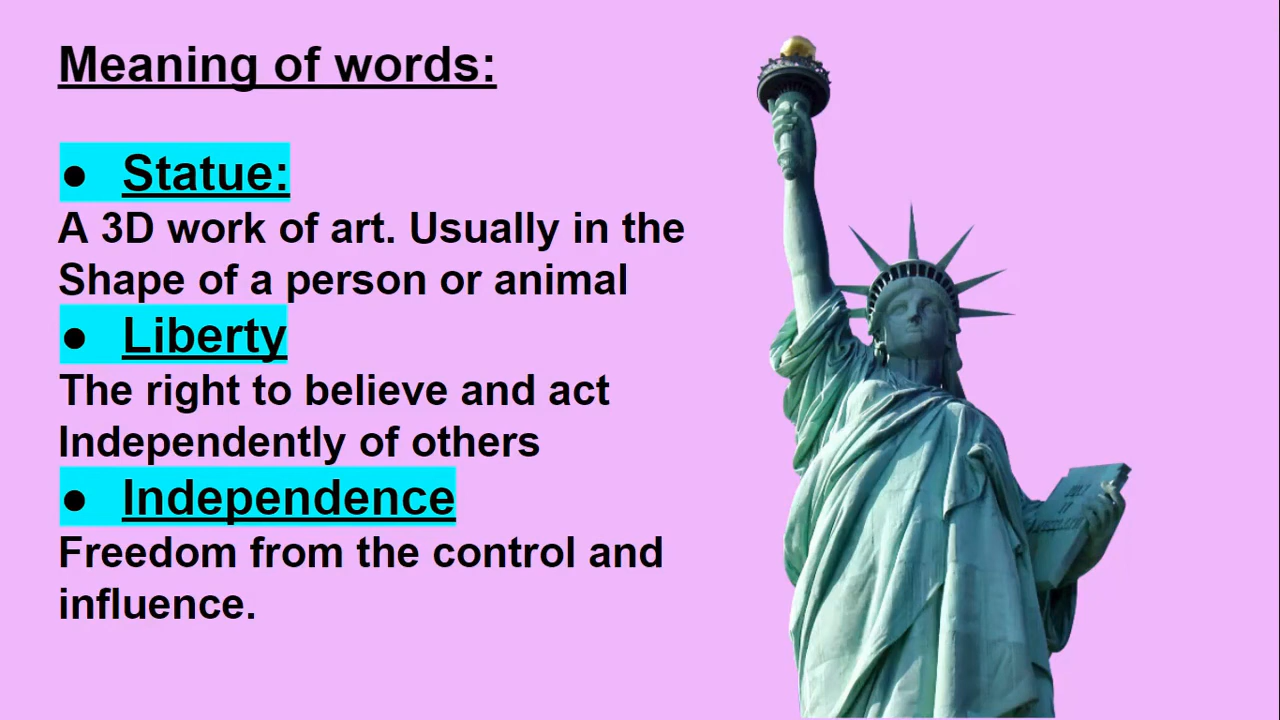 Meaning of words:
● Statue:
A 3D work of art. Usually in the
Shape of a person or animal
● Liberty
The right to believe and act
Independently of others
● Independence
Freedom from the control and
influence.